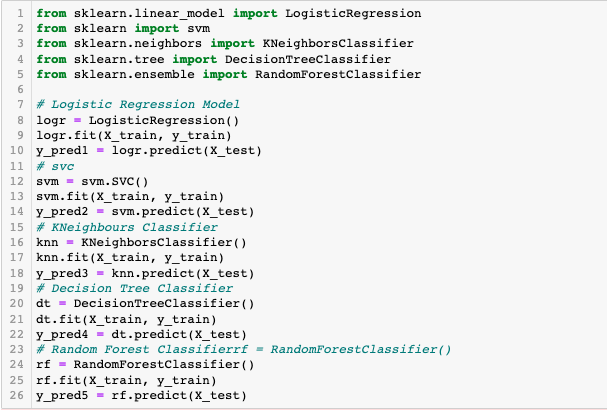 1 from sklearn.linear_model import LogisticRegression
2 from sklearn import svm
3 from sklearn.neighbors import KNeighborsClassifier
4 from sklearn.tree import DecisionTreeClassifier
5 from sklearn.ensemble import RandomForestClassifier
6
7 # Logistic Regression Model
8 logr = LogisticRegression()
9 logr.fit(X_train, y_train)
10 y_pred1 = logr.predict(X_test)
11 # svc
12 svm = svm.SVC()
13 svm.fit(X_train, y_train)
14 y_pred2 = svm.predict(X_test)
15 # KNeighbours Classifier
16 knn = KNeighborsClassifier()
17 knn.fit(X_train, y_train)
18 y_pred3 = knn.predict(X_test)
19 # Decision Tree Classifier
20 dt = DecisionTreeClassifier()
21 dt.fit(X_train, y_train)
22 y_pred4 = dt.predict(X_test)
23 # Random Forest Classifierrf = RandomForestClassifier()
24 rf = RandomForestClassifier()
25 rf.fit(X_train, y_train)
26 y_pred5 = rf.predict(X_test)